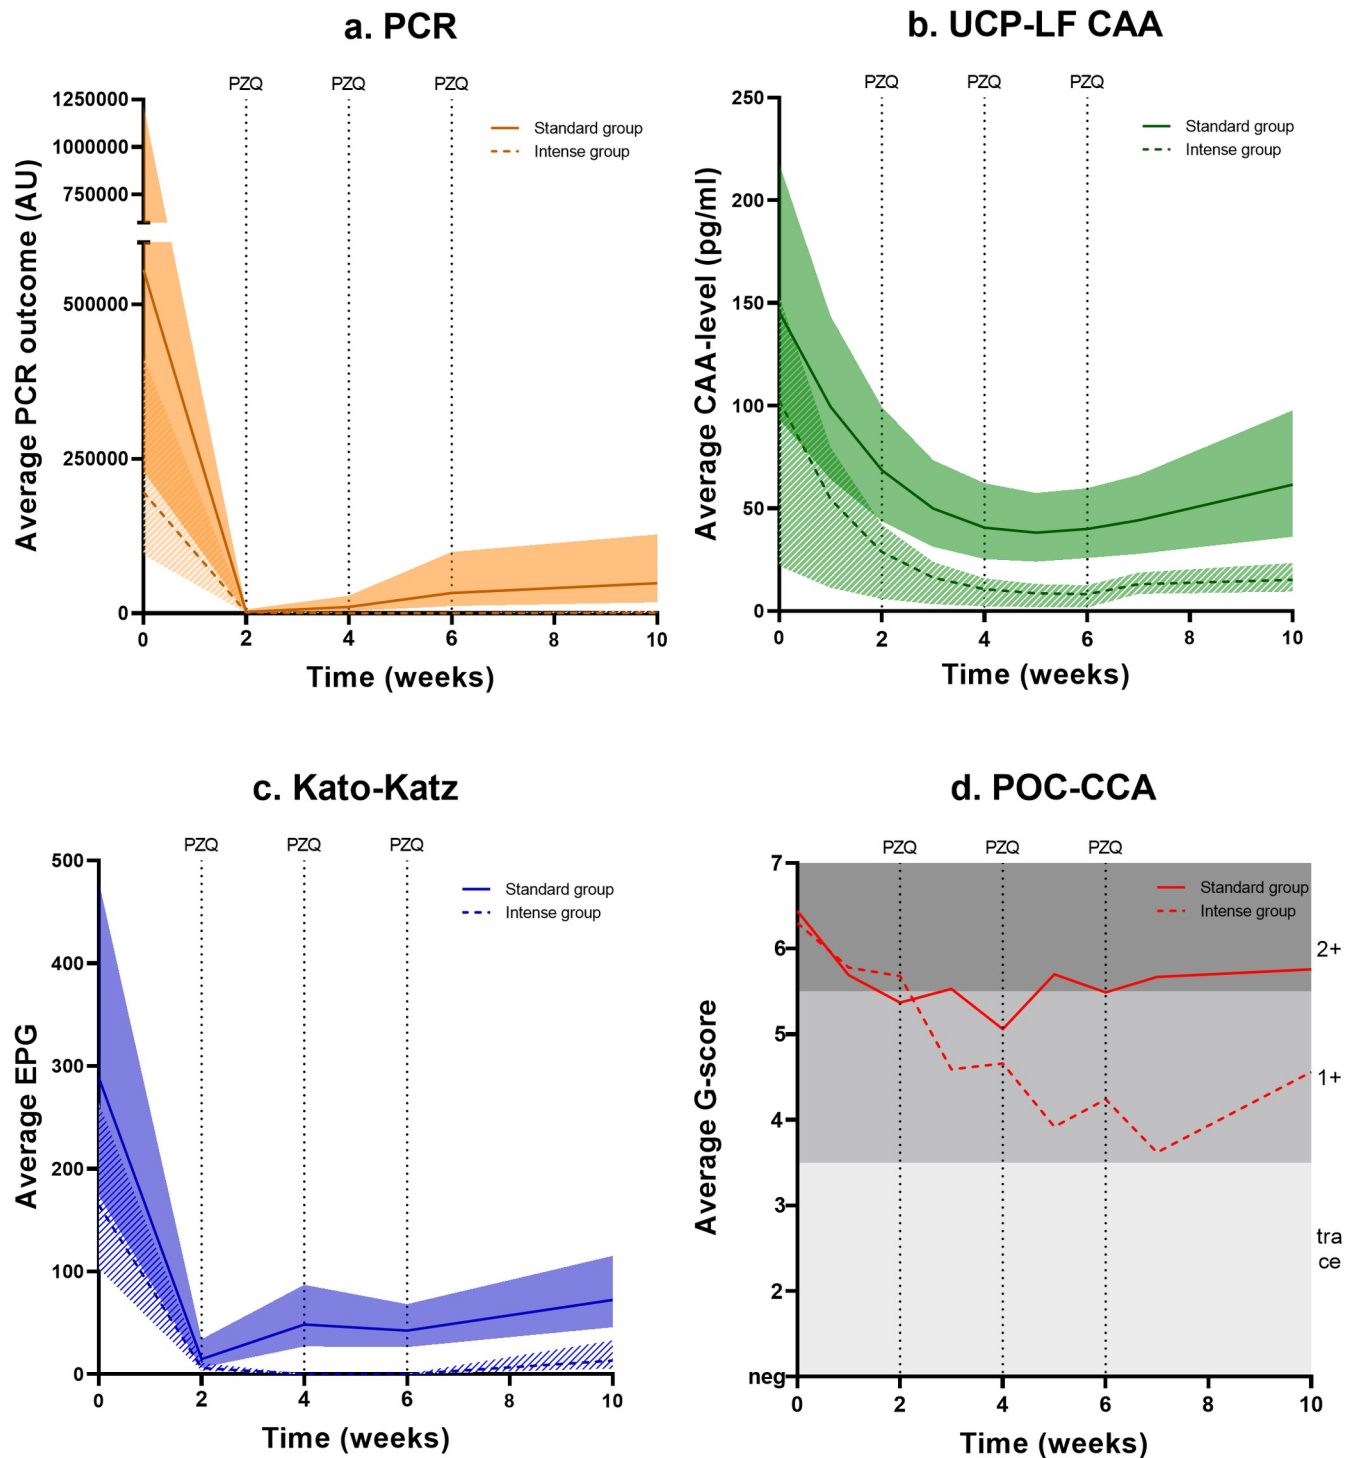 a. PCR
PZQ PZQ PZQ
1250000
1000000
750000
500000
250000
0
Average PCR outcome (AU)
Standard group
Intense group
0 2 4 6 8 10
Time (weeks)
b. UCP-LF CAA
PZQ PZQ PZQ
250
200
150
100
50
0
Average CAA-level (pg/ml)
Standard group
Intense group
0 2 4 6 8 10
Time (weeks)
c. Kato-Katz
PZQ PZQ PZQ
500
400
300
200
100
0
Average EPG
Standard group
Intense group
0 2 4 6 8 10
Time (weeks)
d. POC-CCA
PZQ PZQ PZQ
7
6
5
4
3
2
neg
Average G-score
Standard group
Intense group
2+
1+
tra
ce
0 2 4 6 8 10
Time (weeks)